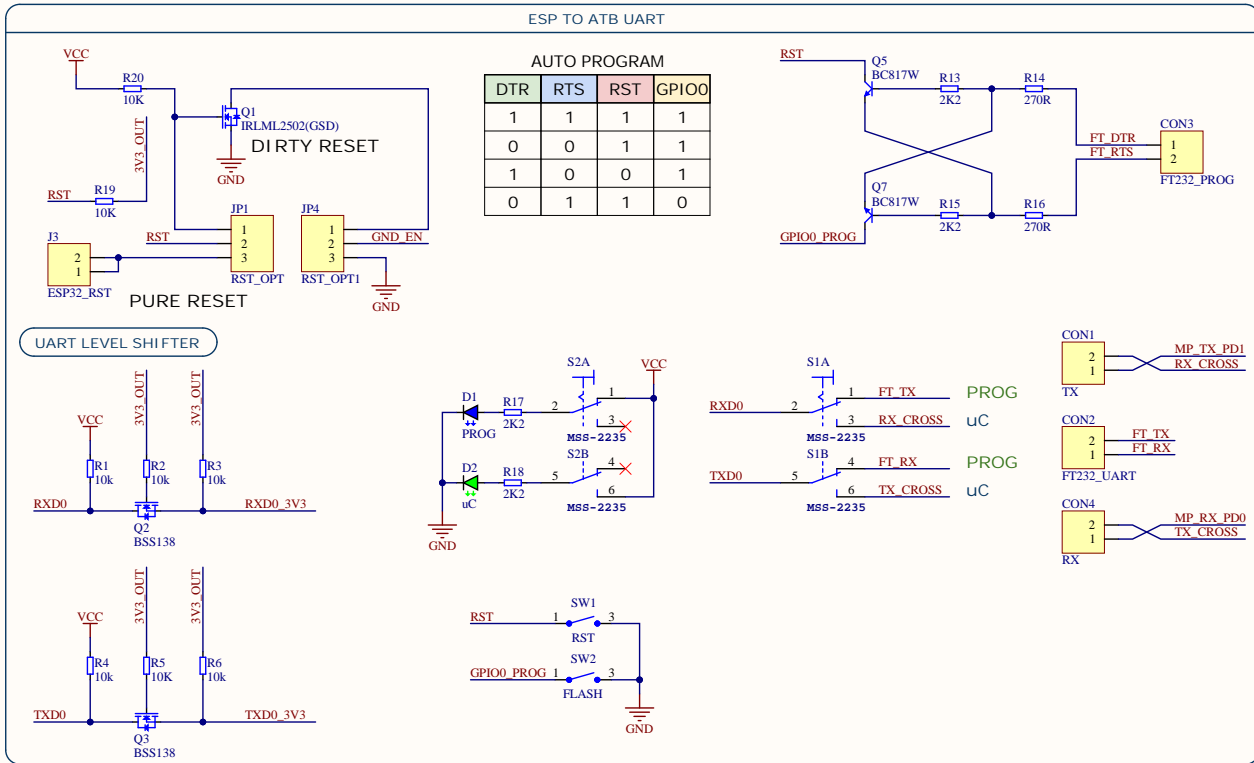 ESP TO ATB UART
VCC
R20
10K
3V3_OUT
Q1
IRLML2502(GSD)
DIRTY RESET
GND
RST
R19
10K
JP1
1
RST
2
3
RST_OPT
JP4
1
2
GND_EN
3
RST_OPT1
GND
J3
2
1
ESP32_RST
PURE RESET
AUTO PROGRAM
DTR RTS RST GPIO0
1 1 1 1
0 0 1 1
1 0 0 1
0 1 1 0
RST
Q5
BC817W
R13
2K2
R14
270R
Q7
BC817W
R15
2K2
R16
270R
GPIO0_PROG
FT_DTR
FT_RTS
CON3
1
2
FT232_PROG
UART LEVEL SHIFTER
VCC
3V3_OUT
3V3_OUT
R1
10k
R2
10k
R3
10k
RXD0
RXD0_3V3
Q2
BSS138
VCC
3V3_OUT
3V3_OUT
R4
10k
R5
10K
R6
10k
TXD0
TXD0_3V3
Q3
BSS138
S2A
VCC
D1
PROG
R17
2K2
2
1
3
MSS-2235
S2B
D2
uC
R18
2K2
5
4
6
MSS-2235
GND
S1A
RXD0
2
1
FT_TX
PROG
3
RX_CROSS
uC
MSS-2235
S1B
TXD0
5
4
FT_RX
PROG
6
TX_CROSS
uC
MSS-2235
CON1
2
MP_TX_PD1
1
RX_CROSS
TX
CON2
2
FT_TX
1
FT_RX
FT232_UART
CON4
2
MP_RX_PD0
1
TX_CROSS
RX
SW1
RST
1
3
RST
SW2
GPIO0_PROG
1
3
FLASH
GND